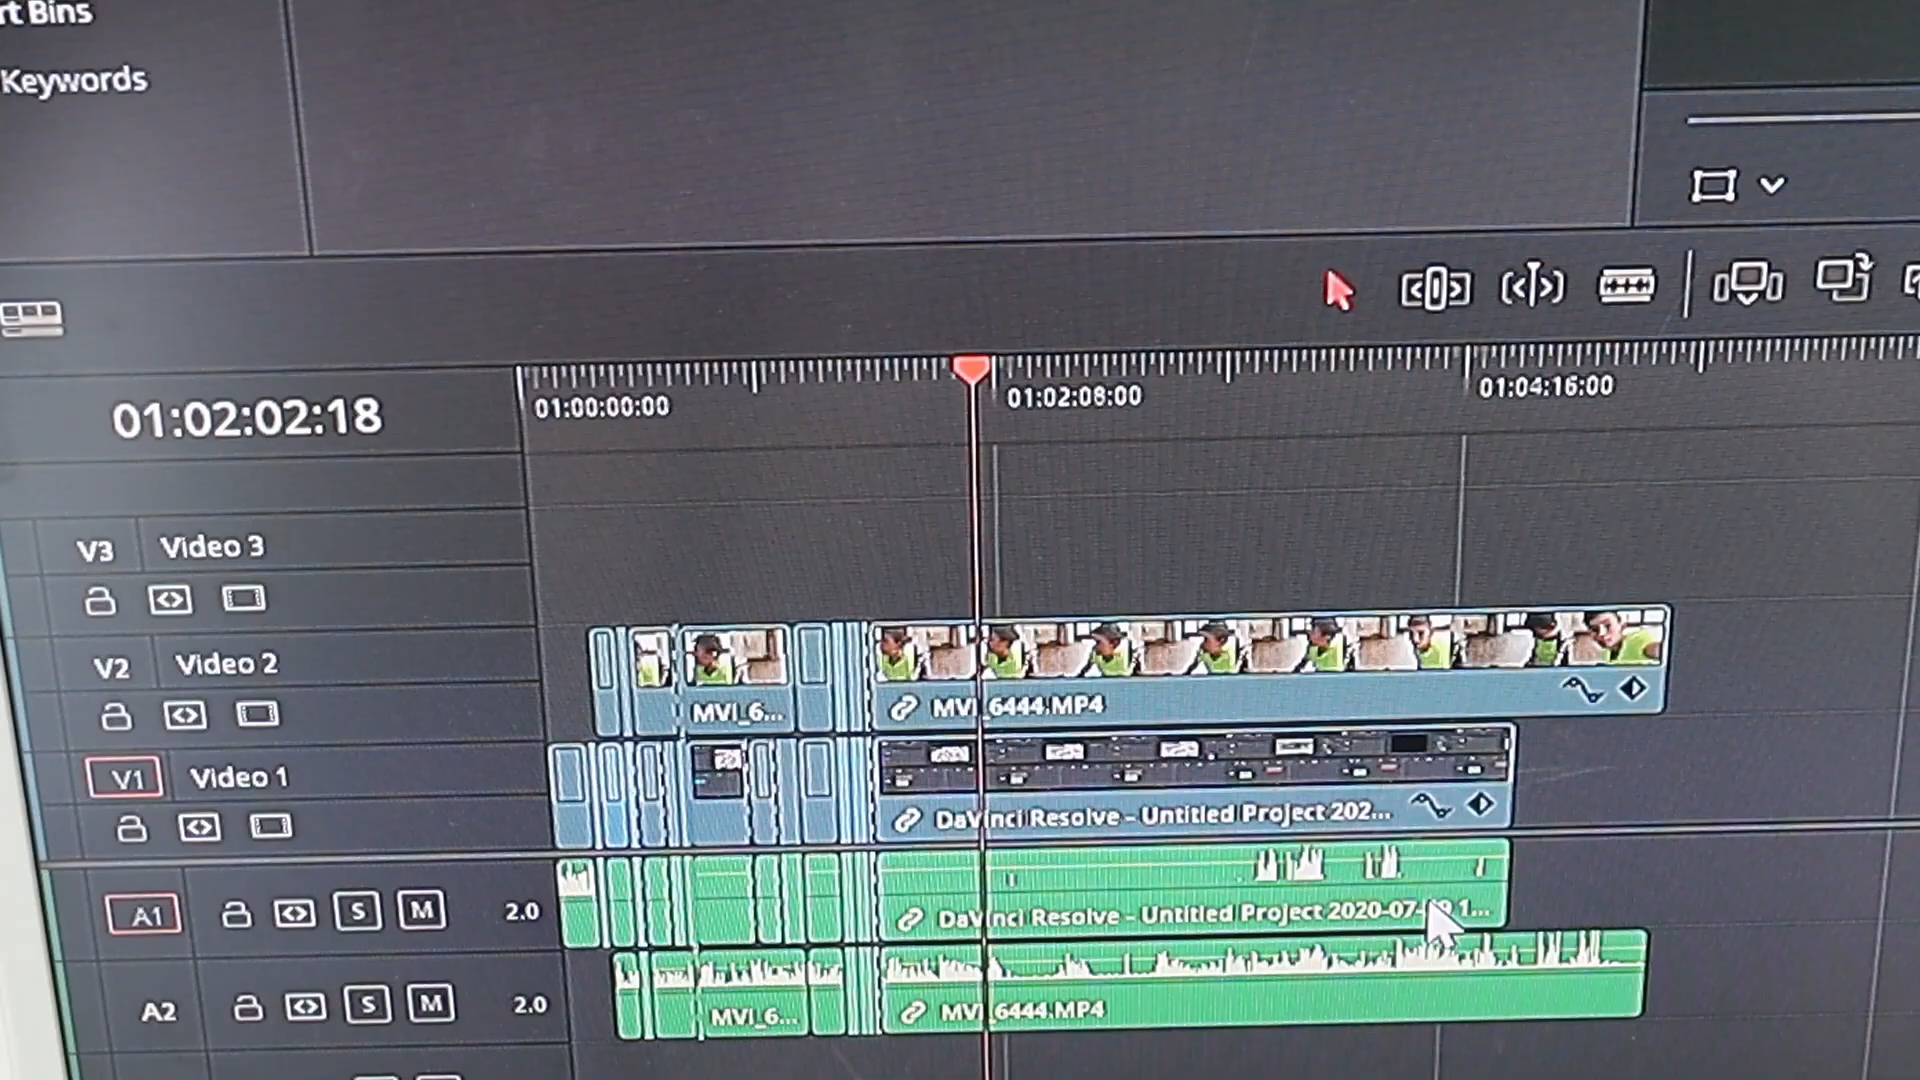 rt Bins
Keywords
01:02:02:18
01:00:00:00
01:02:08:00
01:04:16:00
V3 Video 3
V2 Video 2
MVI_6...
MVI_6444.MP4
V1 Video 1
DaVinci Resolve - Untitled Project 202...
A1 S M 2.0
DaVinci Resolve - Untitled Project 2020-07- 1...
A2 S M 2.0
MVI_6...
MVI_6444.MP4